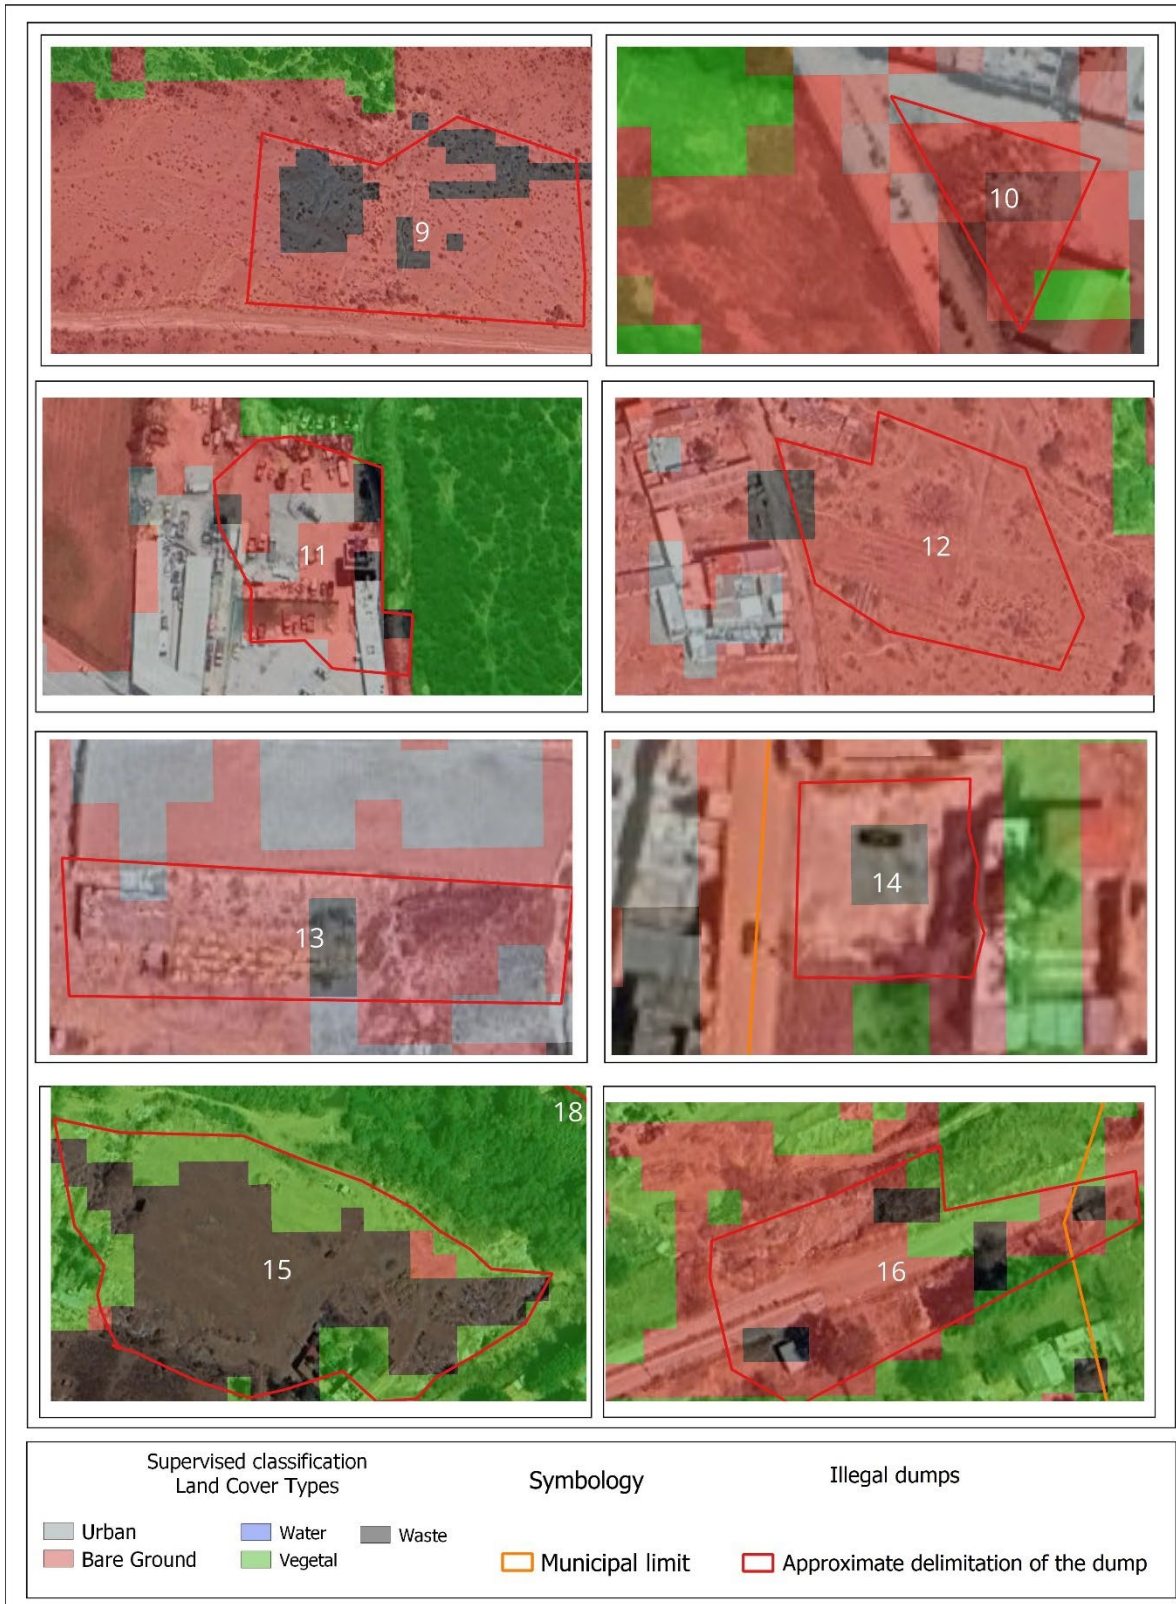 9
10
11
12
13
14
18
15
16
Supervised classification
Land Cover Types
Symbology
Illegal dumps
Urban
Water
Waste
Bare Ground
Vegetal
Municipal limit
Approximate delimitation of the dump